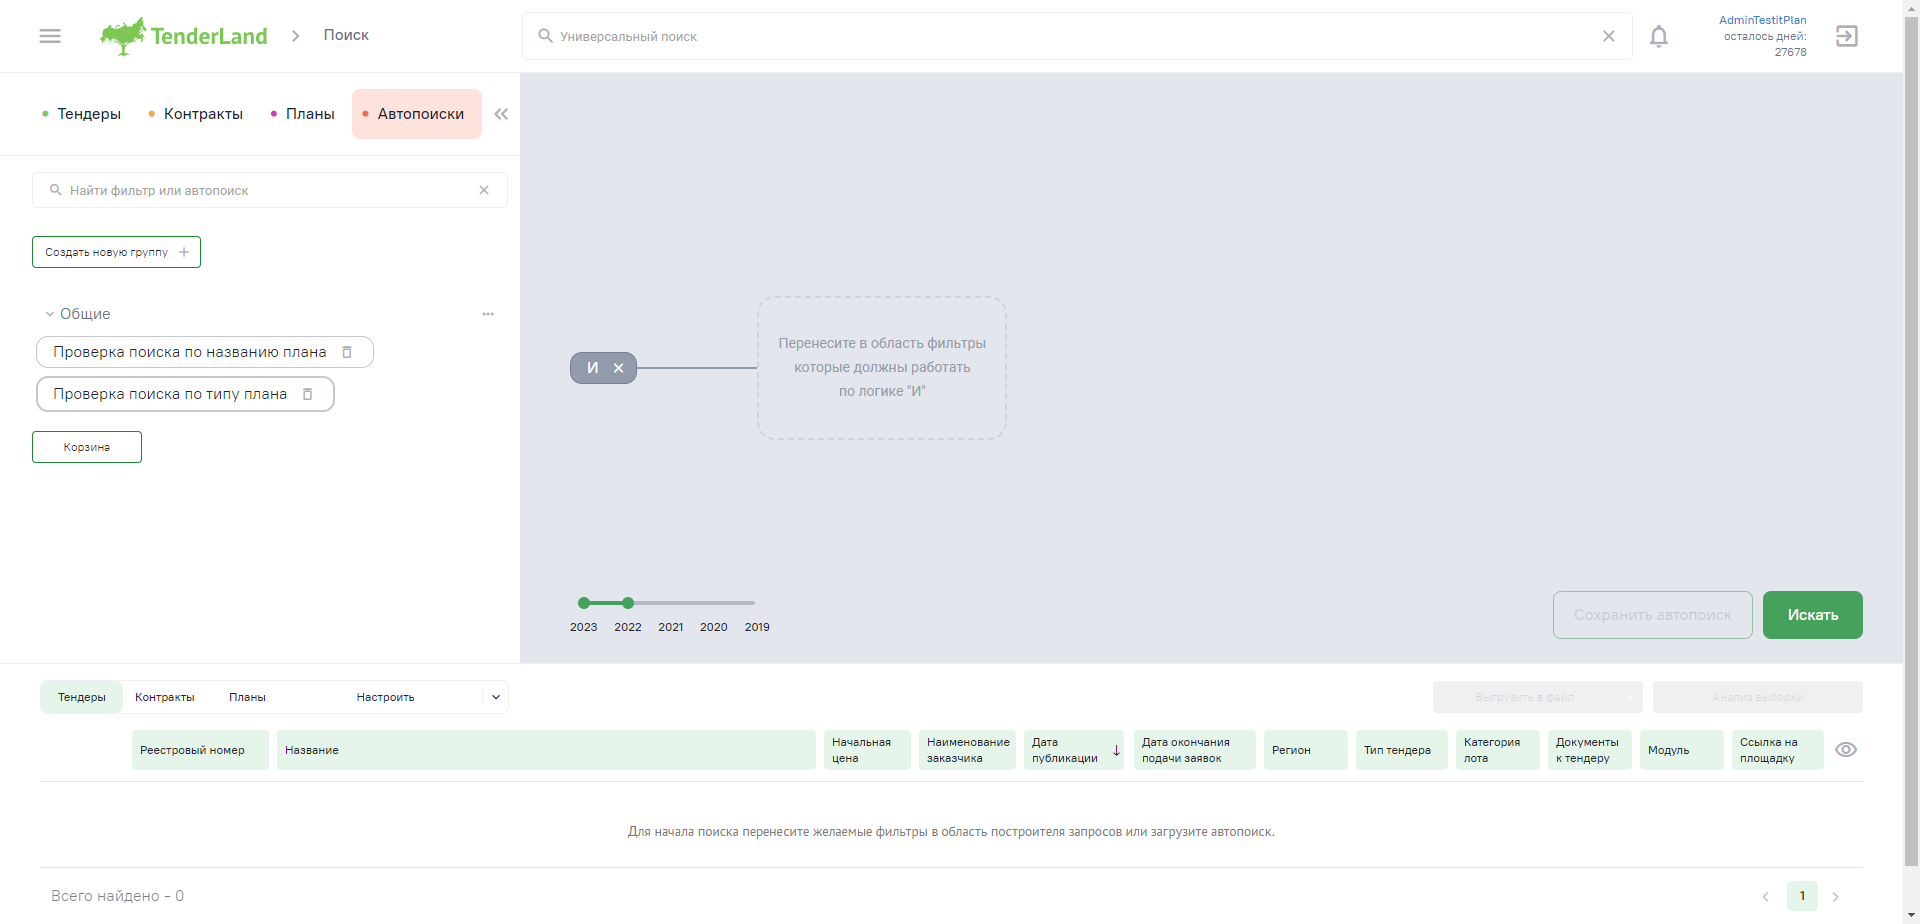 TenderLand
Поиск
Универсальный поиск
AdminTestitPlan
осталось дней:
27678
Тендеры
Контракты
Планы
Автопоиски
Найти фильтр или автопоиск
Создать новую группу
Общие
Проверка поиска по названию плана
Проверка поиска по типу плана
Корзина
И
Перенесите в область фильтры
которые должны работать
по логике "И"
2023 2022 2021 2020 2019
Сохранить автопоиск
Искать
Тендеры
Контракты
Планы
Настроить
Выгрузить в файл
Анализ выборки
Реестровый номер
Название
Начальная
цена
Наименование
заказчика
Дата
публикации
Дата окончания
подачи заявок
Регион
Тип тендера
Категория
лота
Документы
к тендеру
Модуль
Ссылка на
площадку
Для начала поиска перенесите желаемые фильтры в область построителя запросов или загрузите автопоиск.
Всего найдено - 0
1